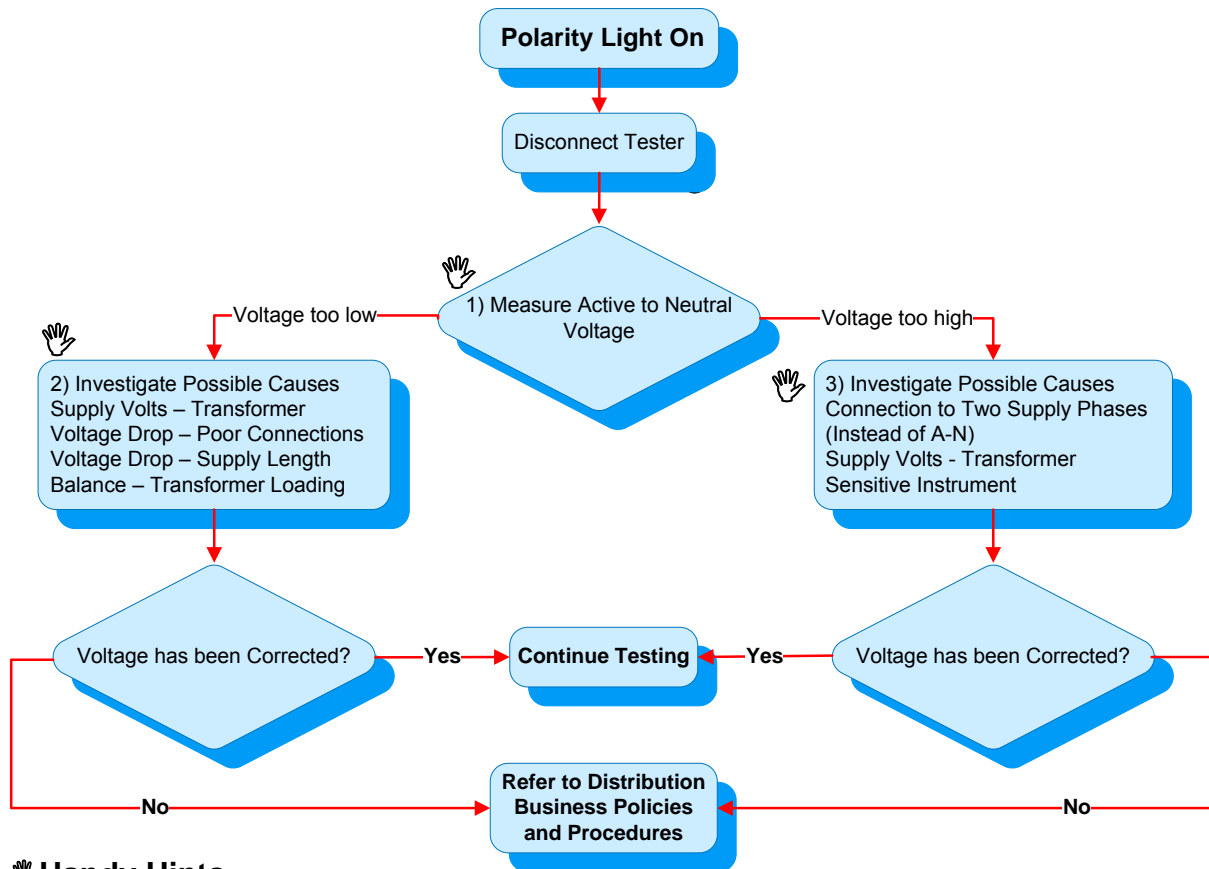 Polarity Light On
Disconnect Tester
1) Measure Active to Neutral
Voltage
Voltage too low
Voltage too high
2) Investigate Possible Causes
Supply Volts – Transformer
Voltage Drop – Poor Connections
Voltage Drop – Supply Length
Balance – Transformer Loading
3) Investigate Possible Causes
Connection to Two Supply Phases
(Instead of A-N)
Supply Volts - Transformer
Sensitive Instrument
Voltage has been Corrected?
Yes
Continue Testing
Yes
Voltage has been Corrected?
No
Refer to Distribution
Business Policies
and Procedures
No
Handy Hints